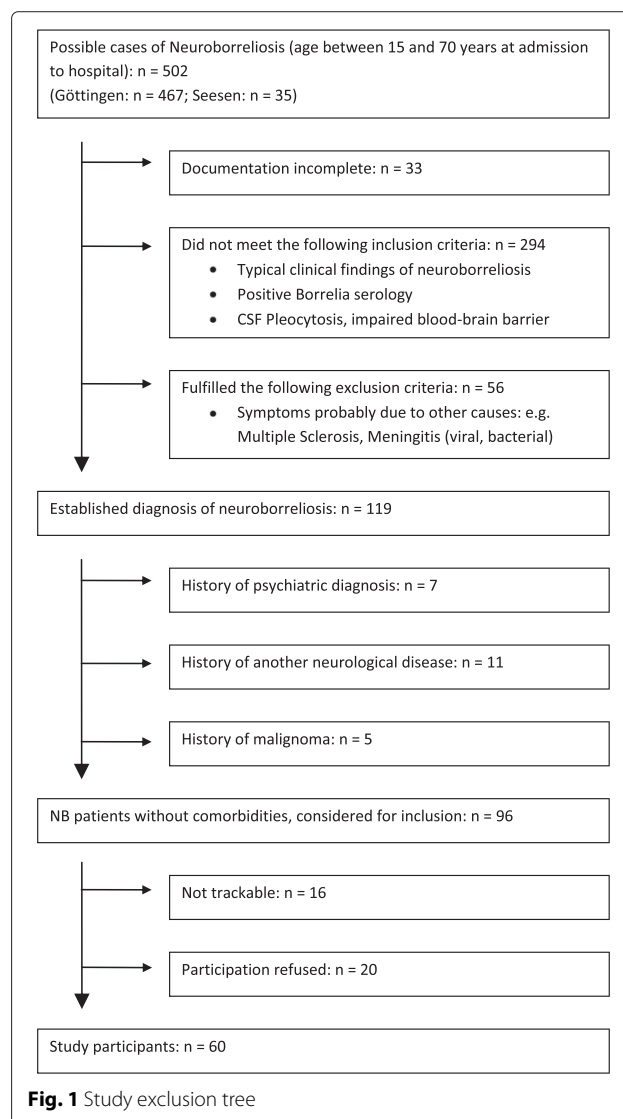 Possible cases of Neuroborreliosis (age between 15 and 70 years at admission
to hospital): n = 502
(Göttingen: n = 467; Seesen: n = 35)
Documentation incomplete: n = 33
Did not meet the following inclusion criteria: n = 294
• Typical clinical findings of neuroborreliosis
• Positive Borrelia serology
• CSF Pleocytosis, impaired blood-brain barrier
Fulfilled the following exclusion criteria: n = 56
• Symptoms probably due to other causes: e.g.
Multiple Sclerosis, Meningitis (viral, bacterial)
Established diagnosis of neuroborreliosis: n = 119
History of psychiatric diagnosis: n = 7
History of another neurological disease: n = 11
History of malignoma: n = 5
NB patients without comorbidities, considered for inclusion: n = 96
Not trackable: n = 16
Participation refused: n = 20
Study participants: n = 60
Fig. 1 Study exclusion tree